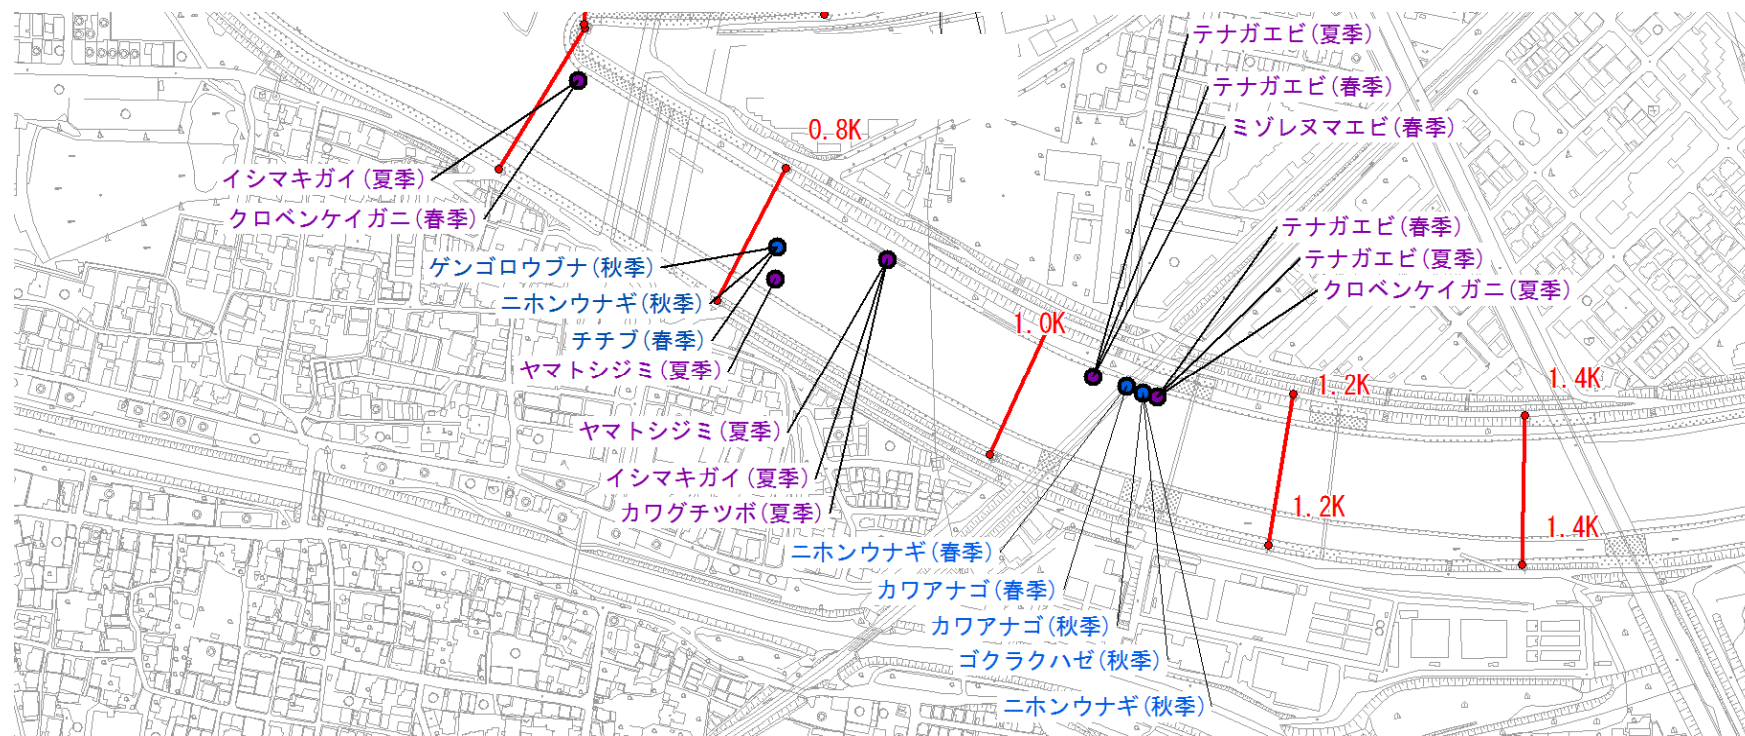 テナガエビ(夏季)
テナガエビ(春季)
0.8K
ミゾレヌマエビ(春季)
イシマキガイ(夏季)
クロベンケイガニ(春季)
テナガエビ(春季)
テナガエビ(夏季)
ゲンゴロウブナ(秋季)
クロベンケイガニ(夏季)
ニホンウナギ(秋季)
1.0K
チチブ(春季)
ヤマトシジミ(夏季)
1.2K
1.4K
ヤマトシジミ(夏季)
イシマキガイ(夏季)
カワグチツボ(夏季)
1.2K
1.4K
ニホンウナギ(春季)
カワアナゴ(春季)
カワアナゴ(秋季)
ゴクラクハゼ(秋季)
ニホンウナギ(秋季)